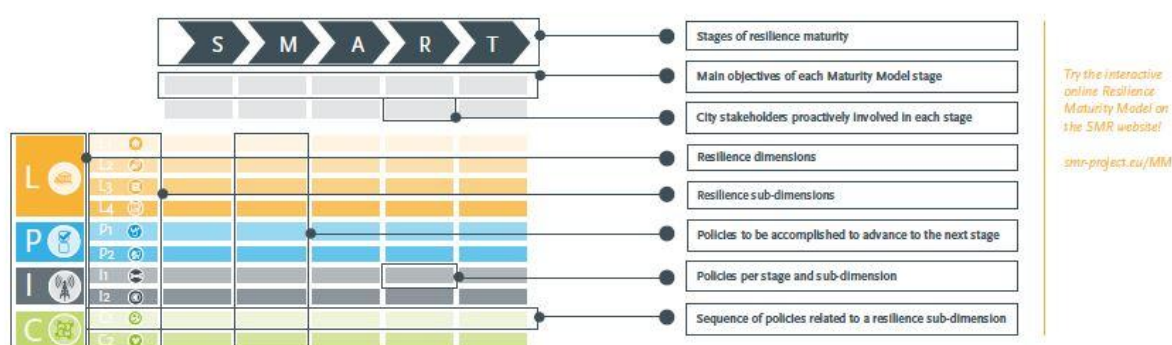 S M A R T
Stages of resilience maturity
Main objectives of each Maturity Model stage
City stakeholders proactively involved in each stage
Resilience dimensions
Resilience sub-dimensions
Policies to be accomplished to advance to the next stage
Policies per stage and sub-dimension
Sequence of policies related to a resilience sub-dimension
Try the interactive
online Resilience
Maturity Model on
the SMR website!
smr-project.eu/MM
L
L2
L3
L4
P
P1
P2
I
I1
I2
C
C2